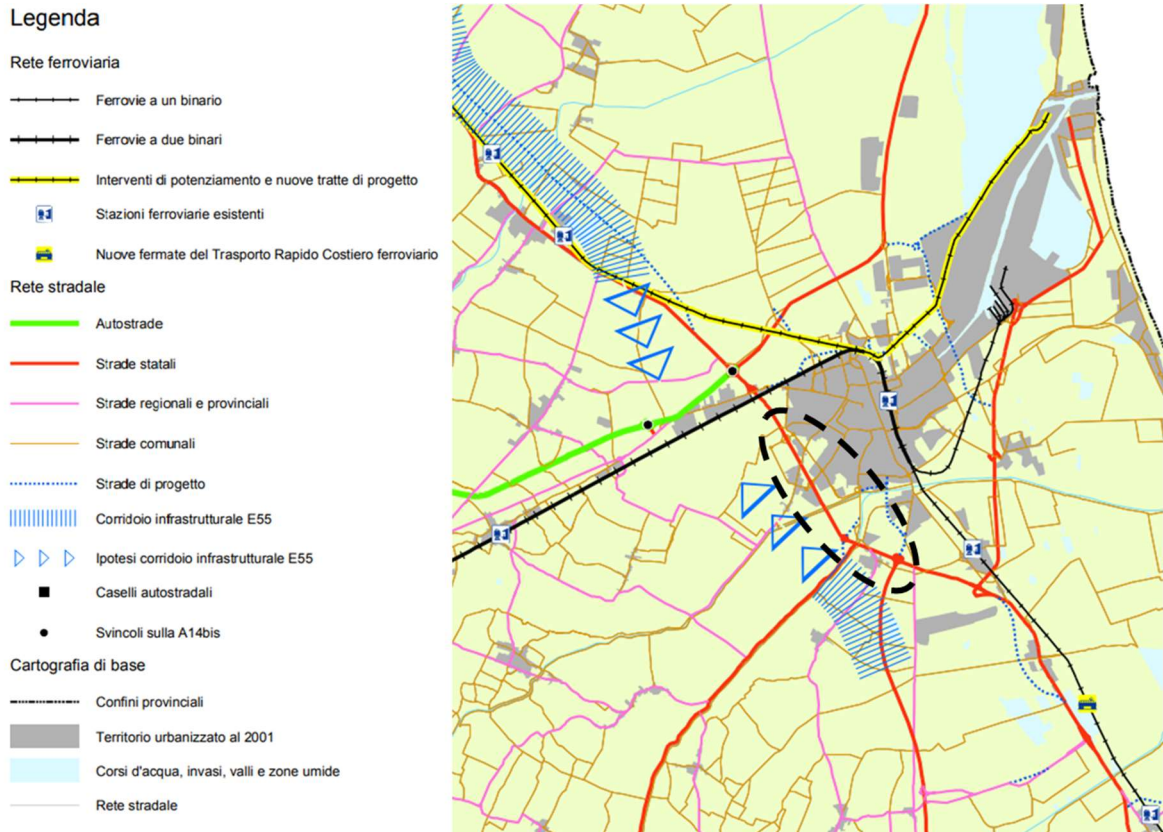 Legenda
Rete ferroviaria
Ferrovie a un binario
Ferrovie a due binari
Interventi di potenziamento e nuove tratte di progetto
Stazioni ferroviarie esistenti
Nuove fermate del Trasporto Rapido Costiero ferroviario
Rete stradale
Autostrade
Strade statali
Strade regionali e provinciali
Strade comunali
Strade di progetto
Corridoio infrastrutturale E55
Ipotesi corridoio infrastrutturale E55
Caselli autostradali
Svincoli sulla A14bis
Cartografia di base
Confini provinciali
Territorio urbanizzato al 2001
Corsi d'acqua, invasi, valli e zone umide
Rete stradale